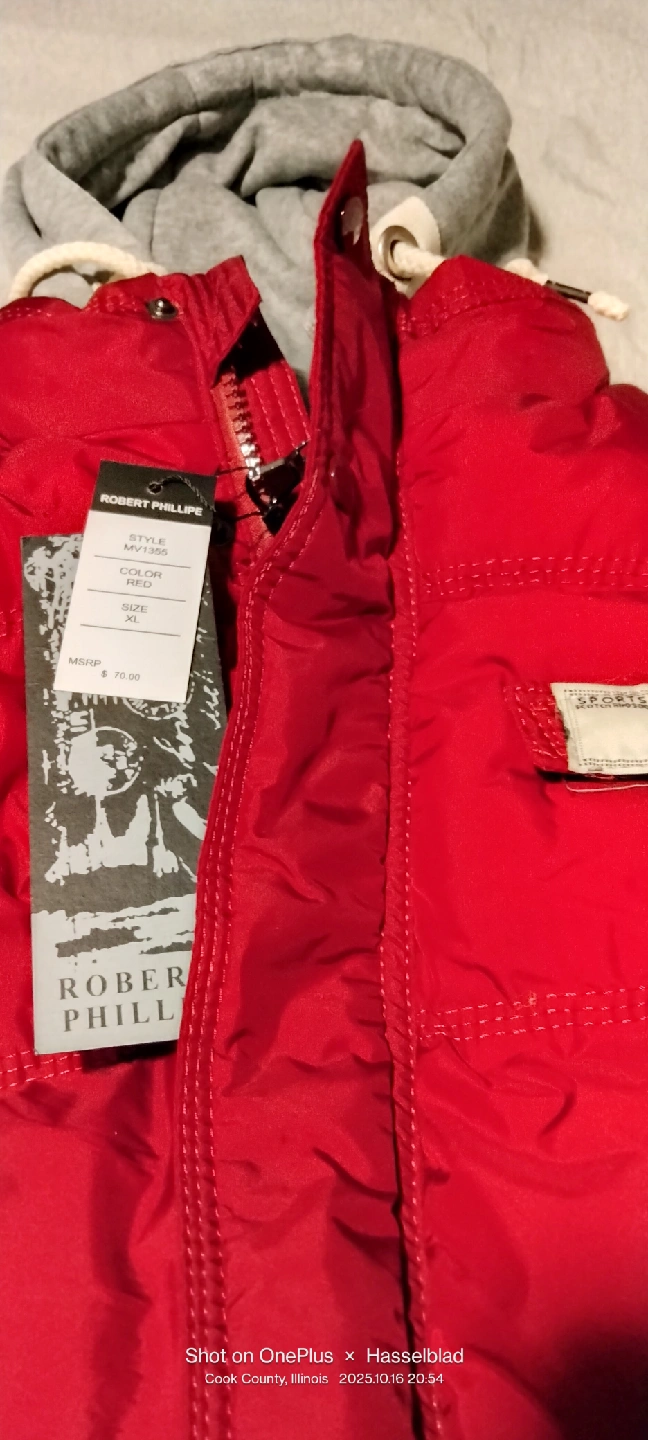 ROBERT PHILLIPE
STYLE
MV1355
COLOR
RED
SIZE
XL
MSRP
$ 70.00
SPORTS
ROBER
PHILL
Shot on OnePlus × Hasselblad
Cook County, Illinois 2025.10.16 20:54